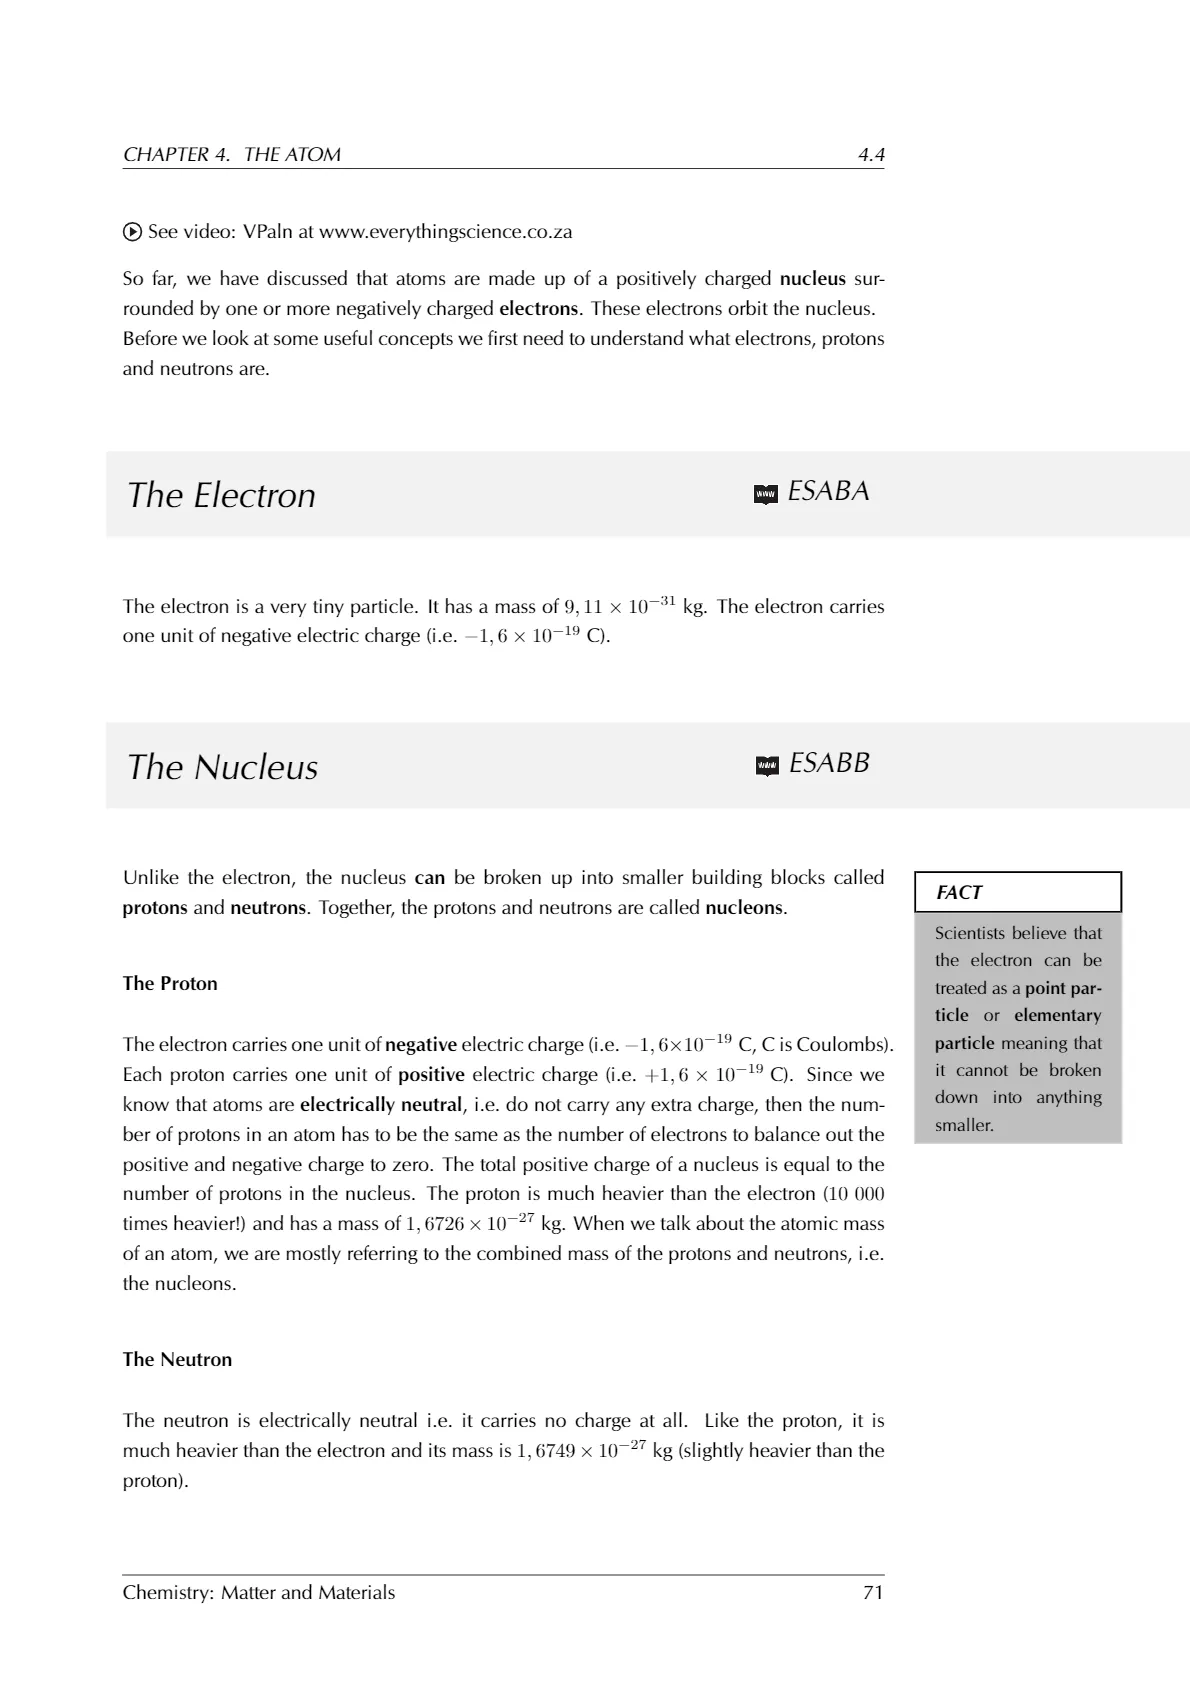 CHAPTER 4. THE ATOM 4.4
See video: VPaln at www.everythingscience.co.za
So far, we have discussed that atoms are made up of a positively charged nucleus sur-
rounded by one or more negatively charged electrons. These electrons orbit the nucleus.
Before we look at some useful concepts we first need to understand what electrons, protons
and neutrons are.
The Electron www ESABA
The electron is a very tiny particle. It has a mass of 9, 11 × 10⁻³¹ kg. The electron carries
one unit of negative electric charge (i.e. −1, 6 × 10⁻¹⁹ C).
The Nucleus www ESABB
Unlike the electron, the nucleus can be broken up into smaller building blocks called
protons and neutrons. Together, the protons and neutrons are called nucleons.
FACT
Scientists believe that
the electron can be
treated as a point par-
ticle or elementary
particle meaning that
it cannot be broken
down into anything
smaller.
The Proton
The electron carries one unit of negative electric charge (i.e. −1, 6×10⁻¹⁹ C, C is Coulombs).
Each proton carries one unit of positive electric charge (i.e. +1, 6 × 10⁻¹⁹ C). Since we
know that atoms are electrically neutral, i.e. do not carry any extra charge, then the num-
ber of protons in an atom has to be the same as the number of electrons to balance out the
positive and negative charge to zero. The total positive charge of a nucleus is equal to the
number of protons in the nucleus. The proton is much heavier than the electron (10 000
times heavier!) and has a mass of 1, 6726 × 10⁻²⁷ kg. When we talk about the atomic mass
of an atom, we are mostly referring to the combined mass of the protons and neutrons, i.e.
the nucleons.
The Neutron
The neutron is electrically neutral i.e. it carries no charge at all. Like the proton, it is
much heavier than the electron and its mass is 1, 6749 × 10⁻²⁷ kg (slightly heavier than the
proton).
Chemistry: Matter and Materials 71